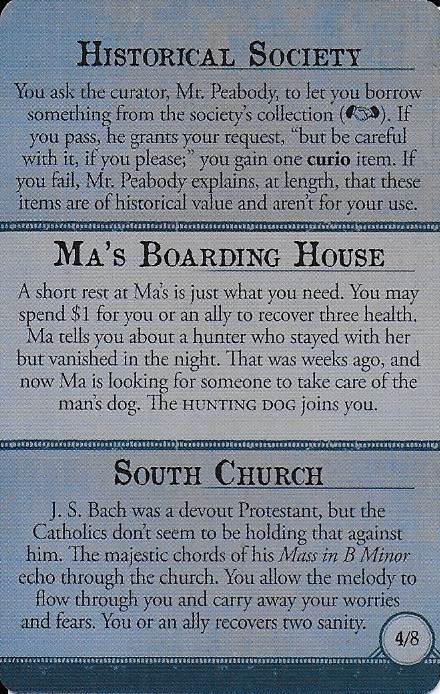 HISTORICAL SOCIETY
You ask the curator, Mr. Peabody, to let you borrow
something from the society's collection (). If
you pass, he grants your request, “but be careful
with it, if you please;” you gain one curio item. If
you fail, Mr. Peabody explains, at length, that these
items are of historical value and aren't for your use.
MA'S BOARDING HOUSE
A short rest at Ma's is just what you need. You may
spend $1 for you or an ally to recover three health.
Ma tells you about a hunter who stayed with her
but vanished in the night. That was weeks ago, and
now Ma is looking for someone to take care of the
man's dog. The HUNTING DOG joins you.
SOUTH CHURCH
J. S. Bach was a devout Protestant, but the
Catholics don't seem to be holding that against
him. The majestic chords of his Mass in B Minor
echo through the church. You allow the melody to
flow through you and carry away your worries
and fears. You or an ally recovers two sanity.
4/8